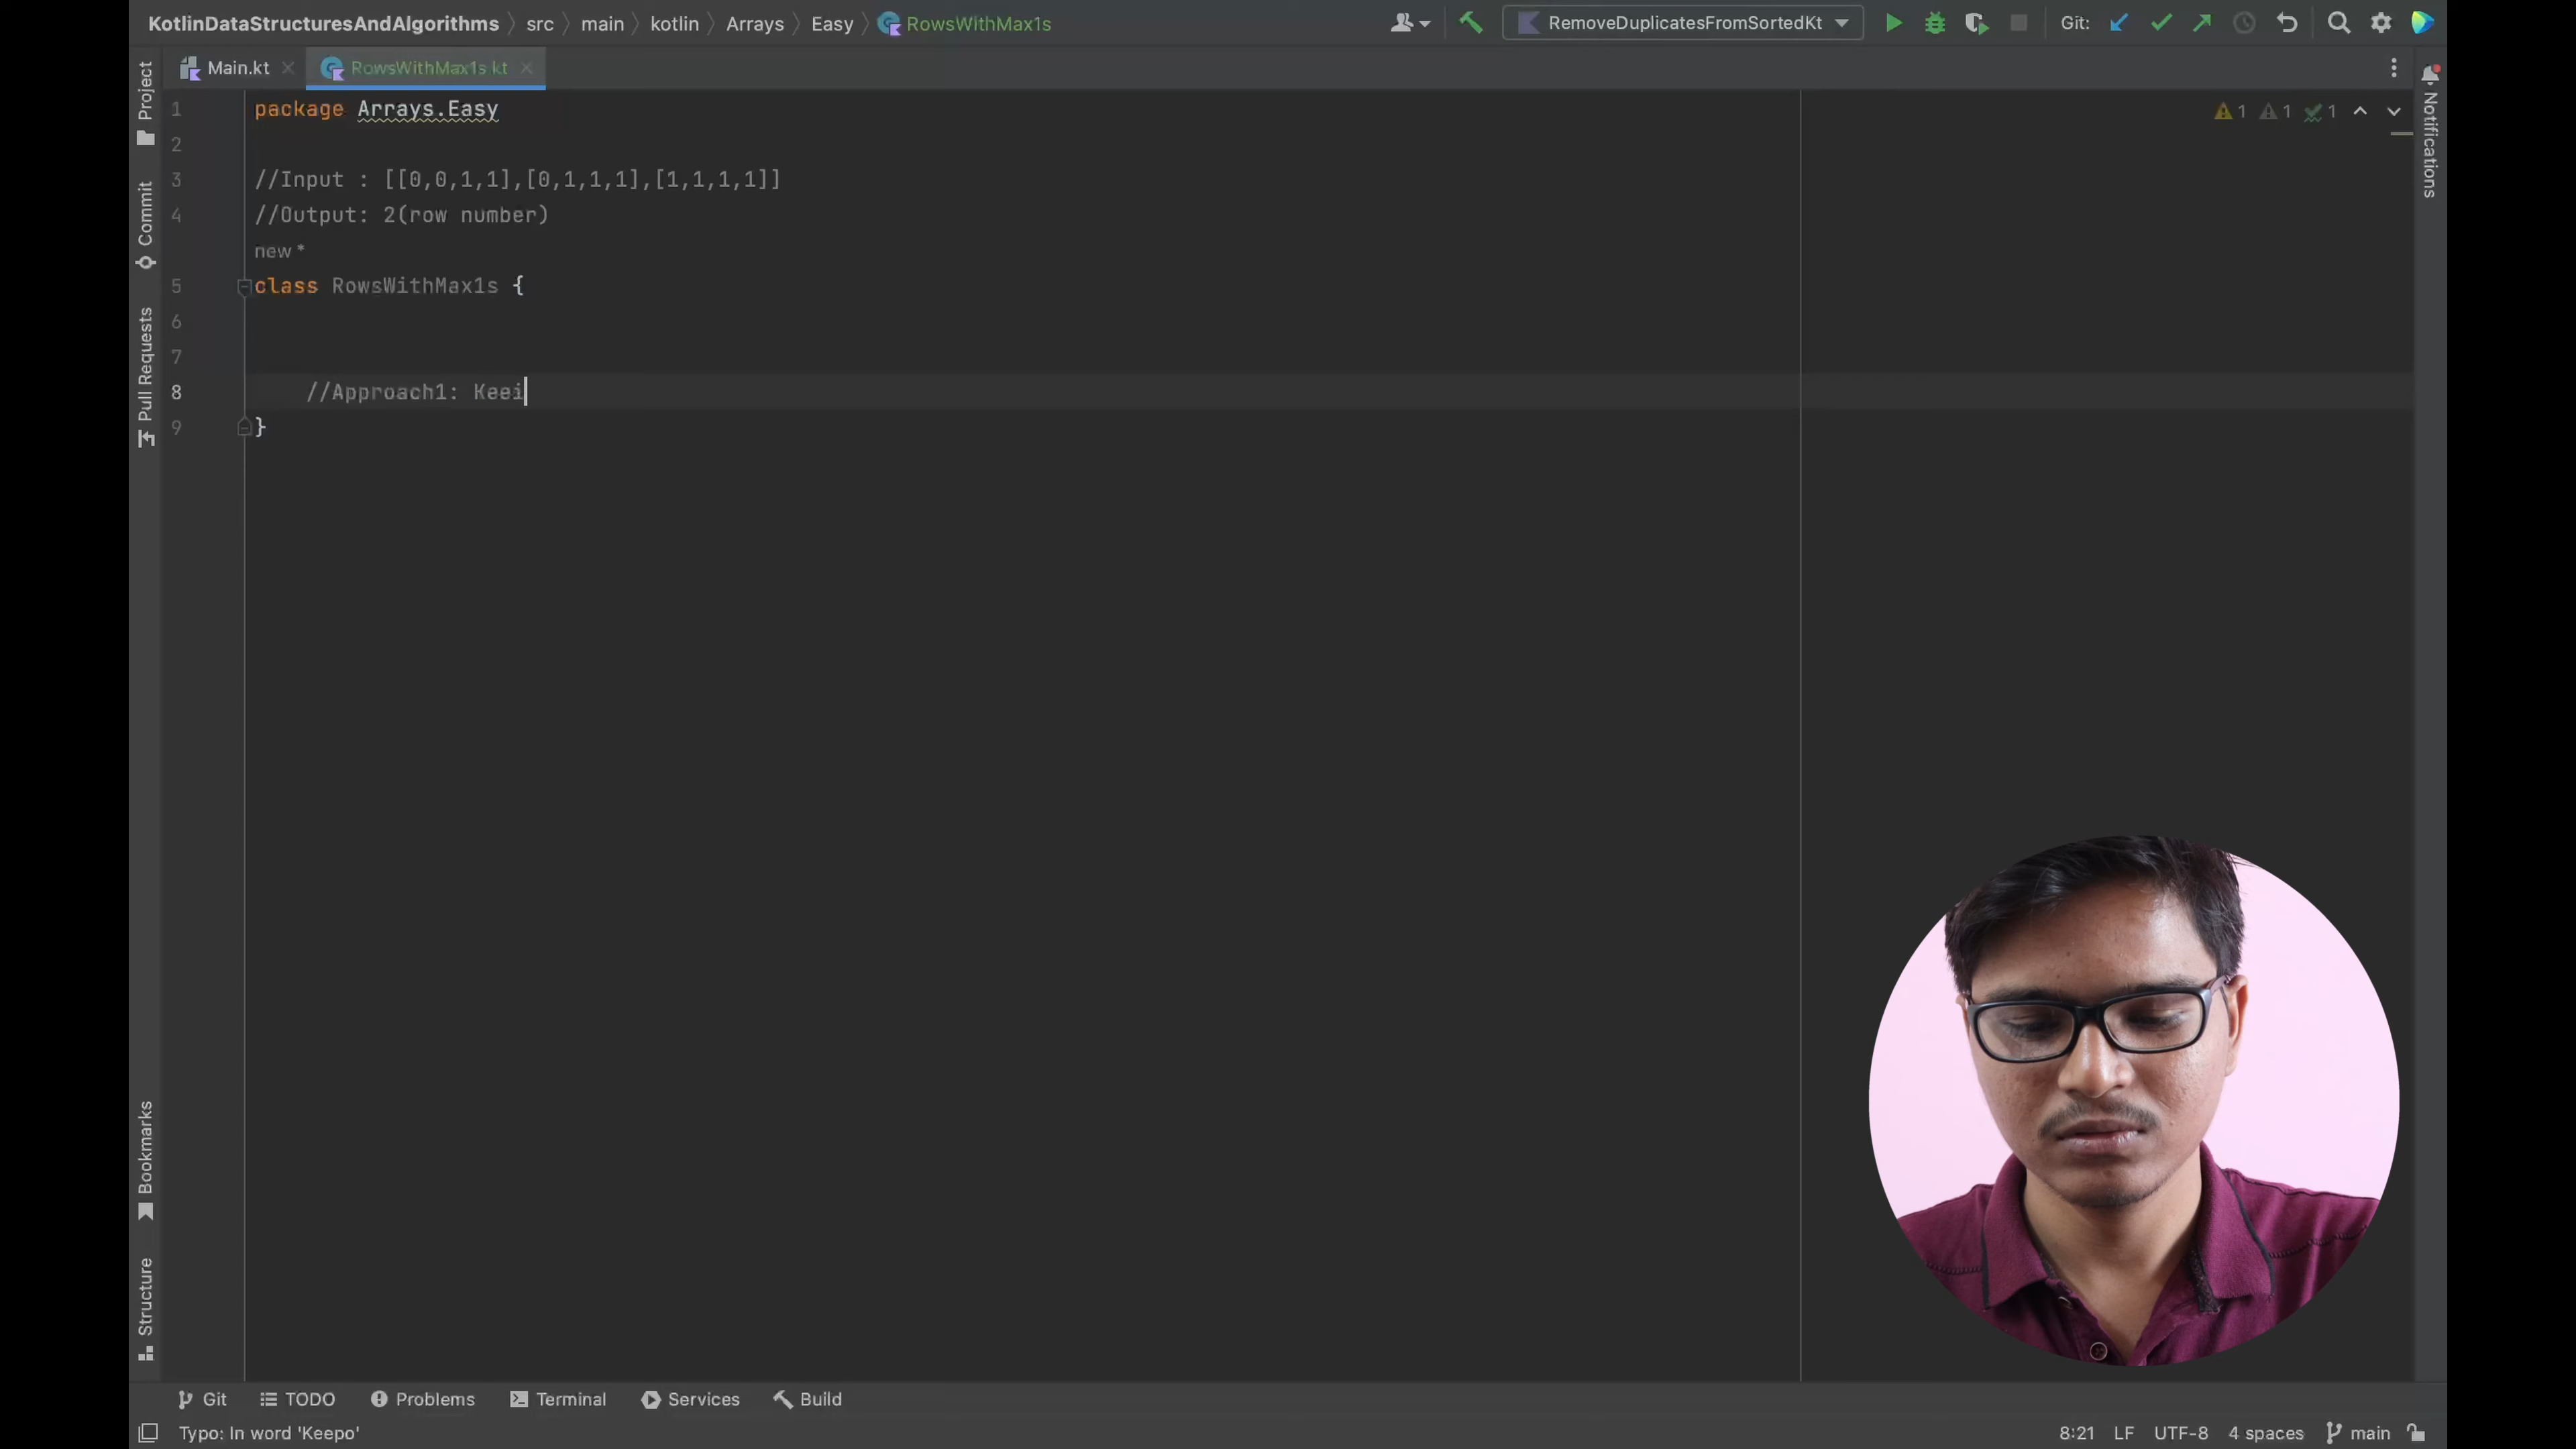 KotlinDataStructuresAndAlgorithms src main kotlin Arrays Easy RowsWithMax1s
RemoveDuplicatesFromSortedKt
Git:
Main.kt
RowsWithMax1s.kt
Project
Commit
Pull Requests
Bookmarks
Structure
Notifications
1 1 1
1 package Arrays.Easy
2
3 //Input : [[0,0,1,1],[0,1,1,1],[1,1,1,1]]
4 //Output: 2(row number)
new *
5 class RowsWithMax1s {
6
7
8 //Approach1: Keei
9 }
Git TODO Problems Terminal Services Build
Typo: In word 'Keepo'
8:21 LF UTF-8 4 spaces main